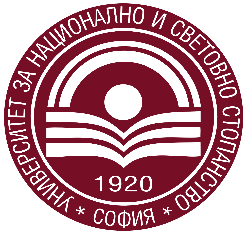 УНИВЕРСИТЕТ ЗА НАЦИОНАЛНО И СВЕТОВНО СТОПАНСТВО
1920
* СОФИЯ *